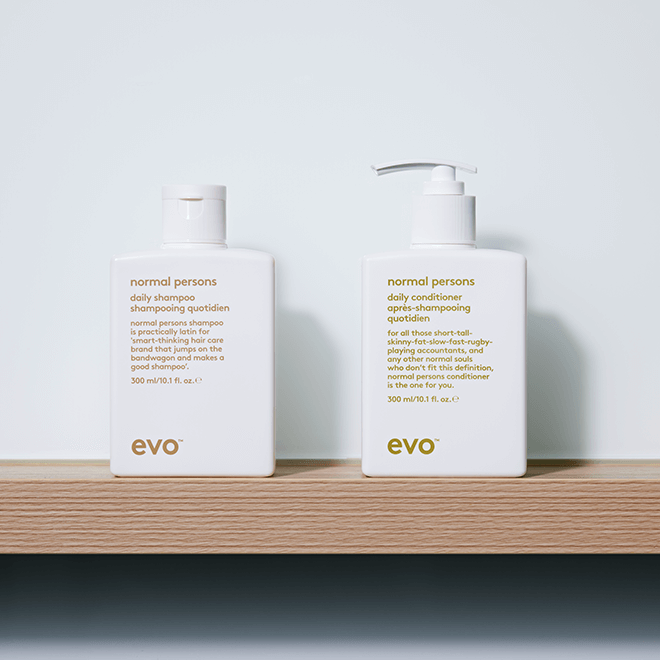 normal persons
daily shampoo
shampooing quotidien
normal persons shampoo
is practically latin for
'smart-thinking hair care
brand that jumps on the
bandwagon and makes a
good shampoo'.
300 ml/10.1 fl. oz.℮
evo™
normal persons
daily conditioner
après-shampooing
quotidien
for all those short-tall-
skinny-fat-slow-fast-rugby-
playing accountants, and
any other normal souls
who don't fit this definition,
normal persons conditioner
is the one for you.
300 ml/10.1 fl. oz.℮
evo™